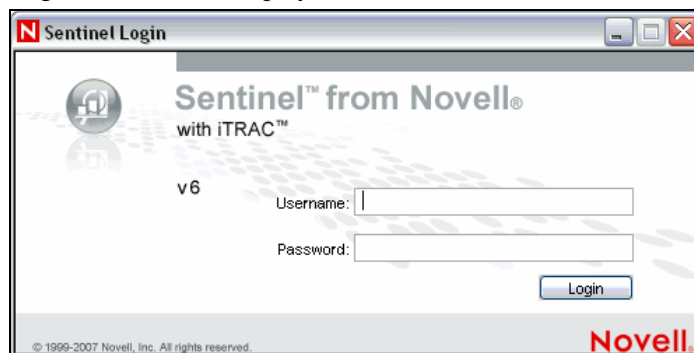 Sentinel Login
Sentinel™ from Novell®
with iTRAC™
v6
Username:
Password:
Login
© 1999-2007 Novell, Inc. All rights reserved.
Novell.